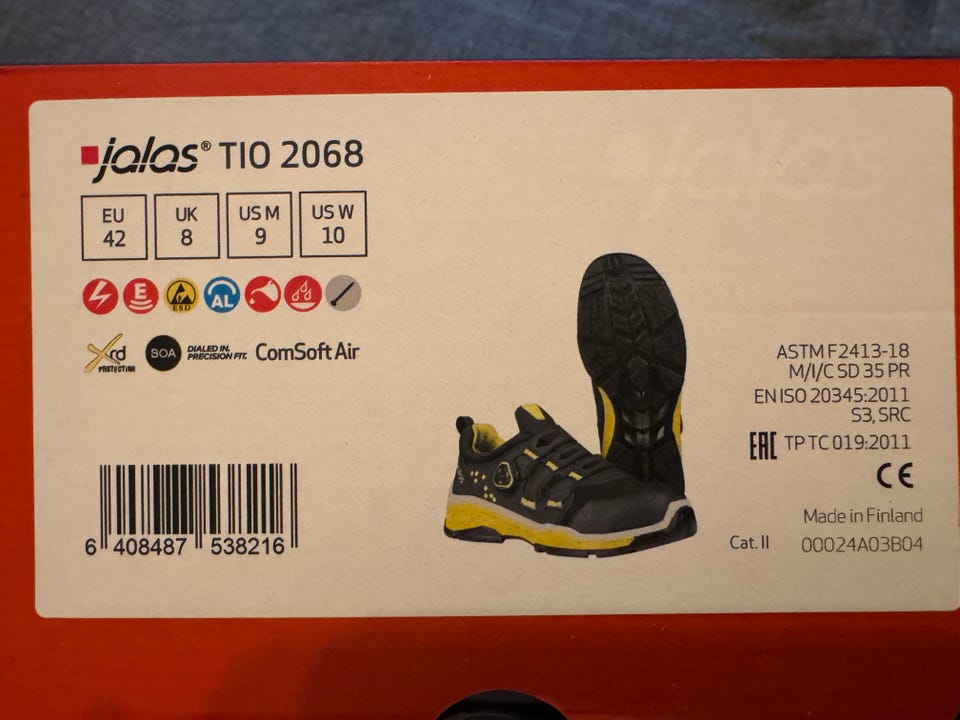 jalas® TIO 2068
EU
42
UK
8
US M
9
US W
10
E
ESD
AL
Xrd
PROTECTION
BOA
DIALED IN.
PRECISION FIT.
ComSoft Air
6 408487 538216
ASTM F2413-18
M/I/C SD 35 PR
EN ISO 20345:2011
S3, SRC
EAC TP TC 019:2011
CE
Made in Finland
Cat. II 00024A03B04
jalas